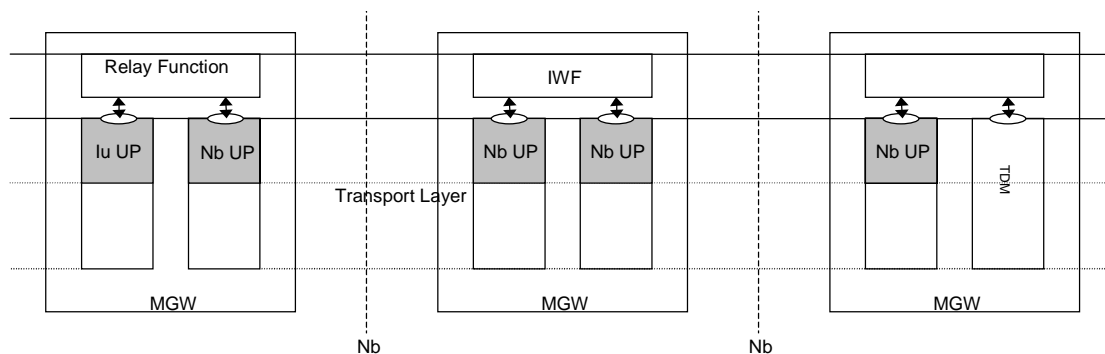 Relay Function
IWF
Iu UP
Nb UP
Nb UP
Nb UP
Nb UP
TDM
Transport Layer
MGW
MGW
MGW
Nb
Nb